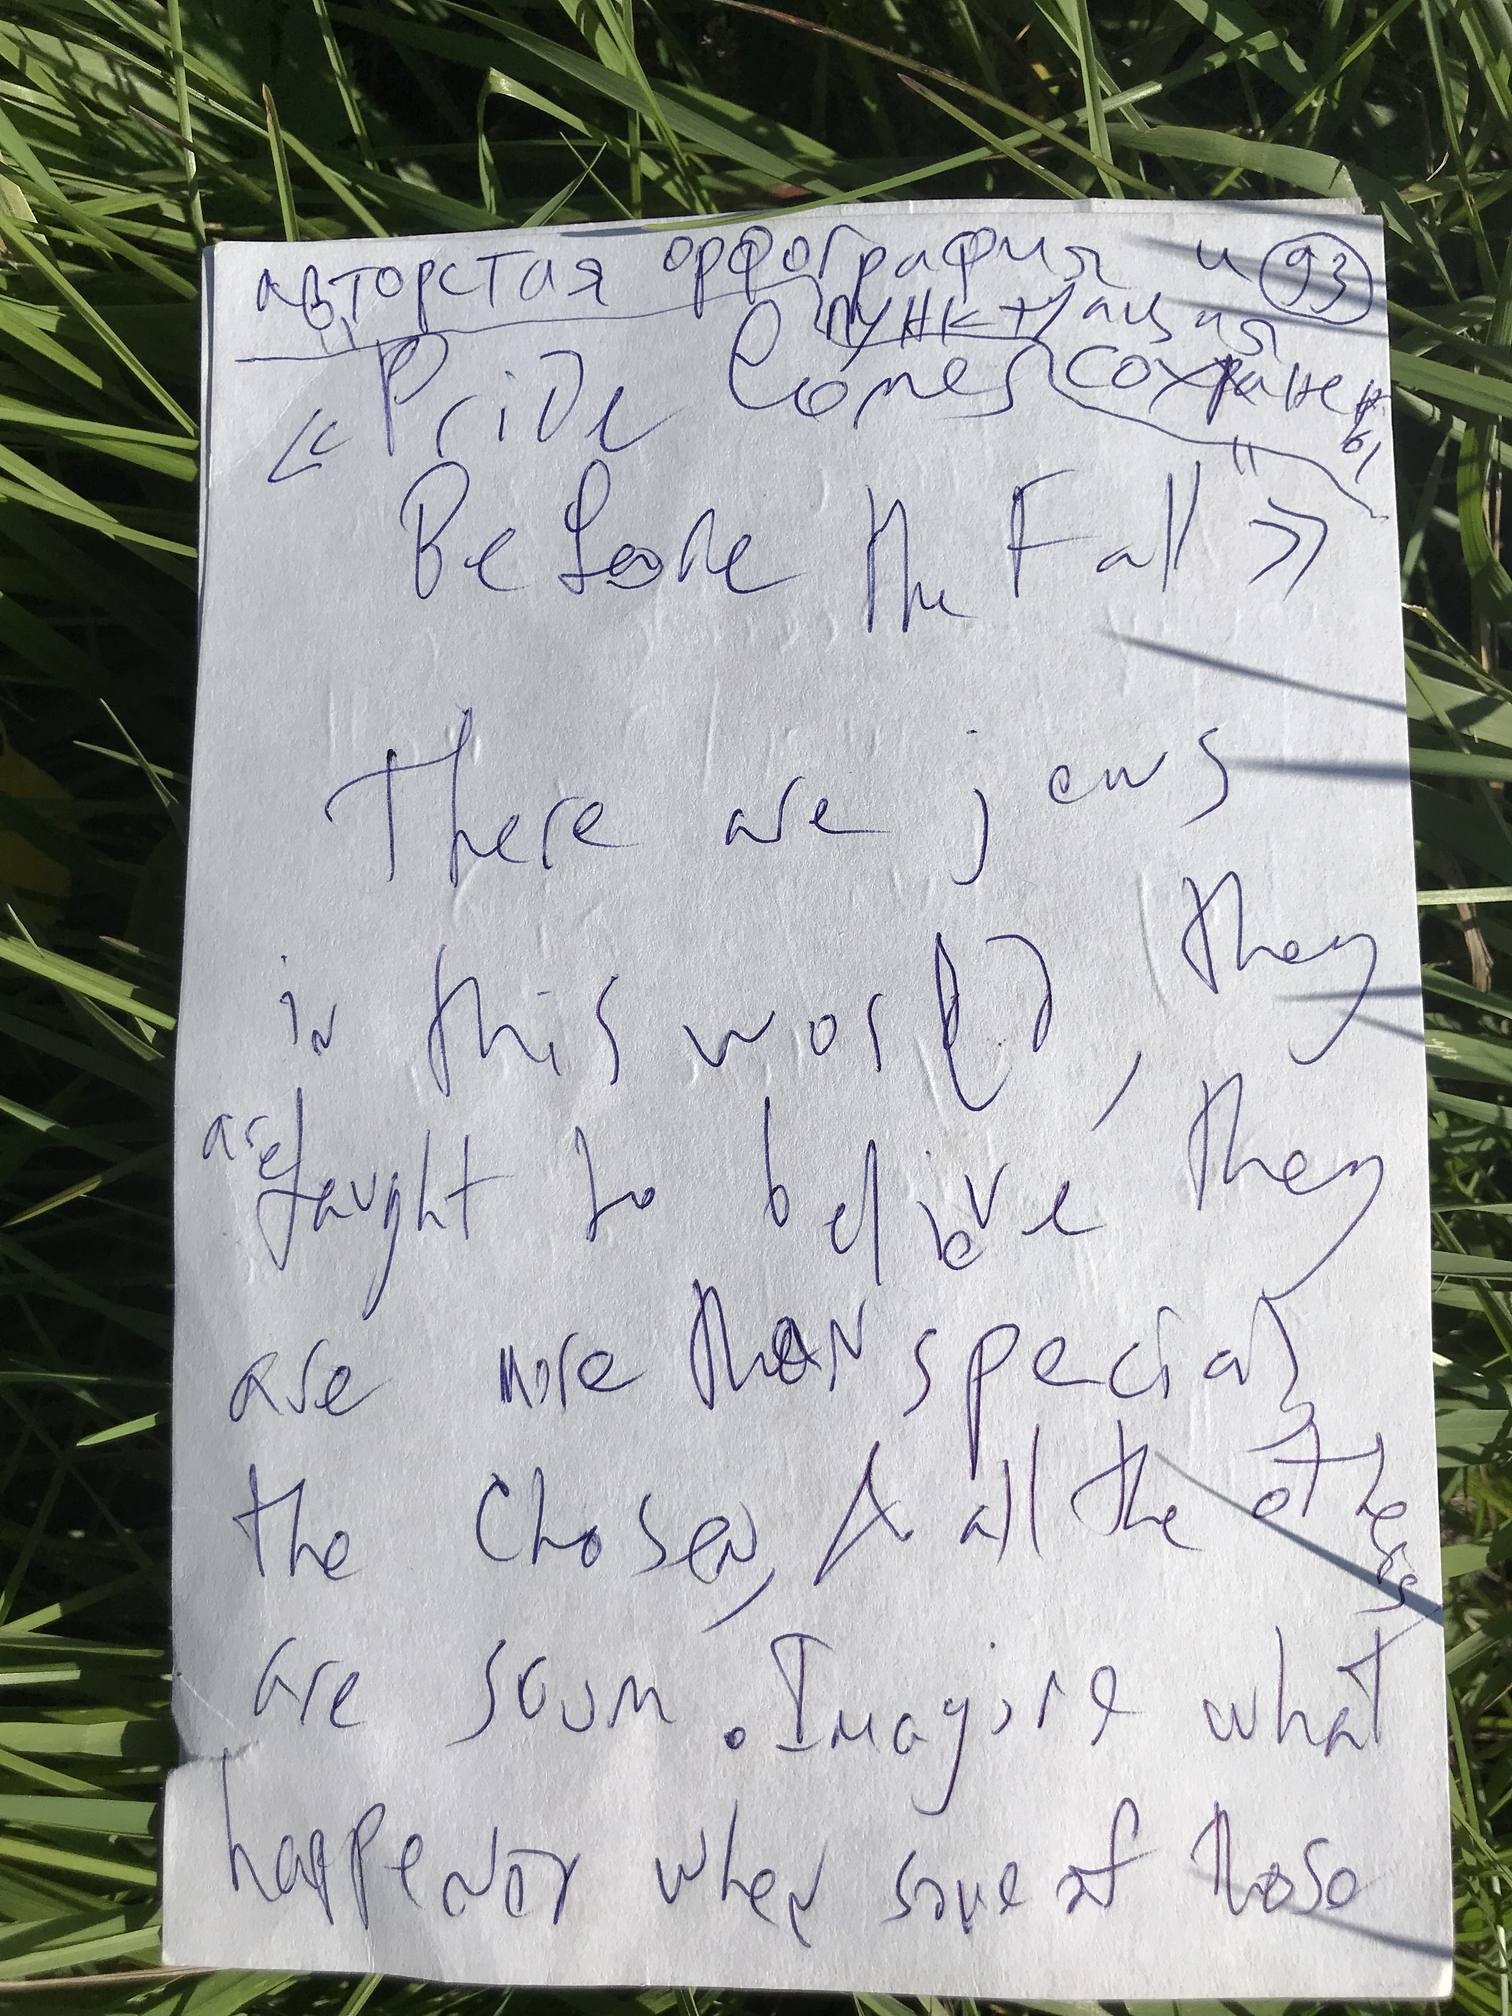 авторстая орфография и 93
пунктуация
сохранены
«Pride Comes
Before the Fall»
There are jews
in this world, they
are taught to believe, they
are more than special,
the Chosen, & all the others
are scum. Imagine what
happened when some of those